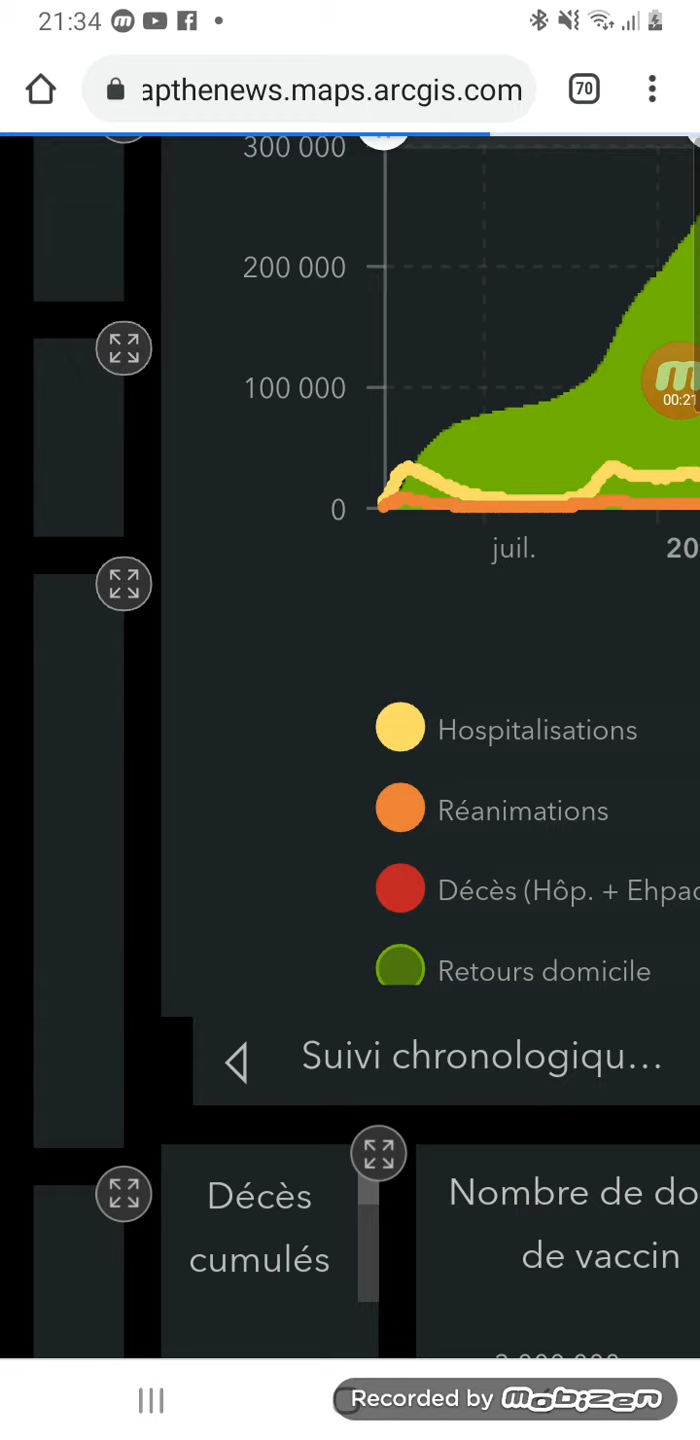 21:34
apthenews.maps.arcgis.com
70
300 000
200 000
100 000
0
00:21
juil.
20
Hospitalisations
Réanimations
Décès (Hôp. + Ehpad
Retours domicile
Suivi chronologiqu...
Décès
cumulés
Nombre de do
de vaccin
Recorded by mobizen